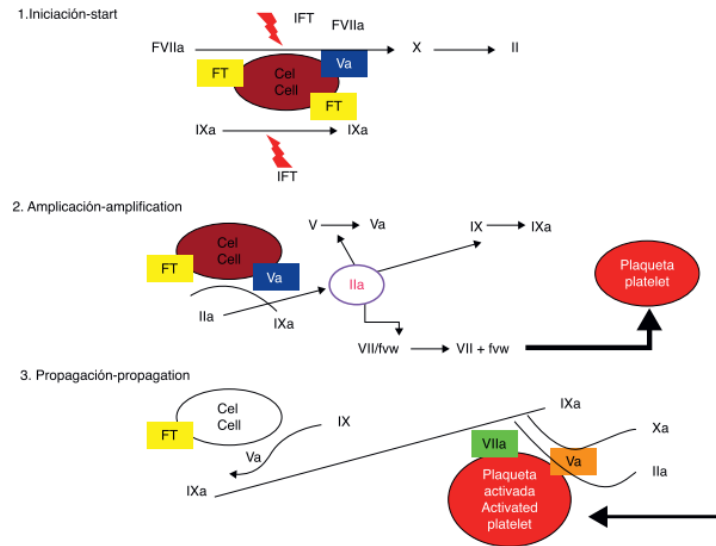 1.Iniciación-start
IFT
FVIIa
FVIIa
X
II
FT
Cel
Cell
Va
FT
IXa
IXa
IFT
2. Amplicación-amplification
Cel
Cell
FT
Va
V
Va
IX
IXa
IIa
IIa
IXa
Plaqueta
platelet
VII/fvw
VII + fvw
3. Propagación-propagation
Cel
Cell
FT
IX
Va
IXa
IXa
VIIa
Va
Xa
IIa
Plaqueta
activada
Activated
platelet